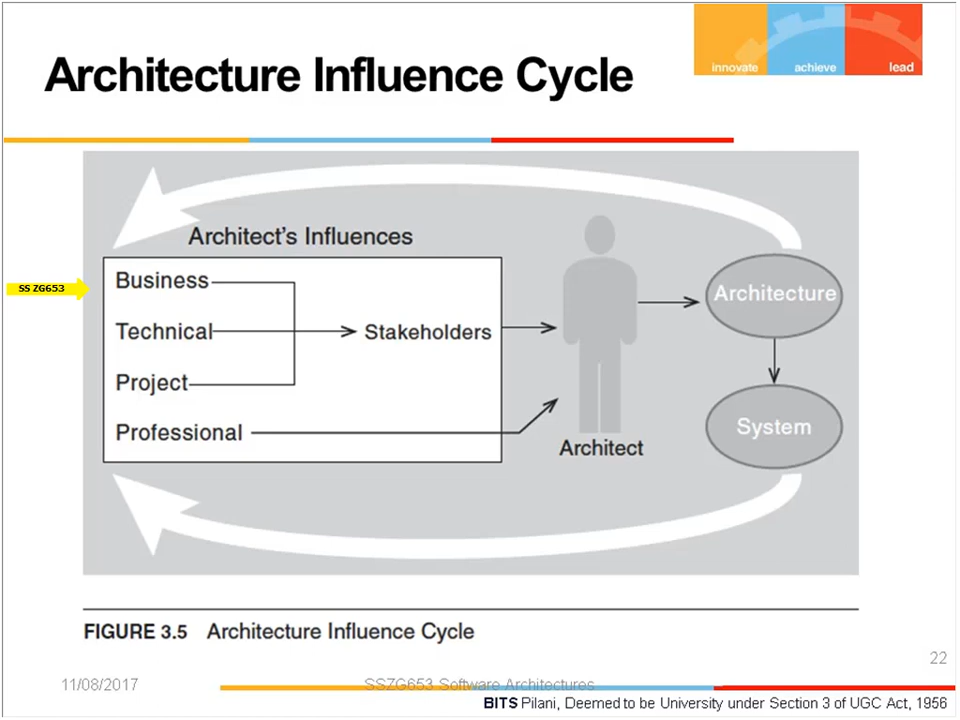 Architecture Influence Cycle
innovate achieve lead
Architect's Influences
SS ZG653
Business
Technical
Project
Professional
Stakeholders
Architect
Architecture
System
FIGURE 3.5 Architecture Influence Cycle
22
11/08/2017
SSZG653 Software Architectures
BITS Pilani, Deemed to be University under Section 3 of UGC Act, 1956